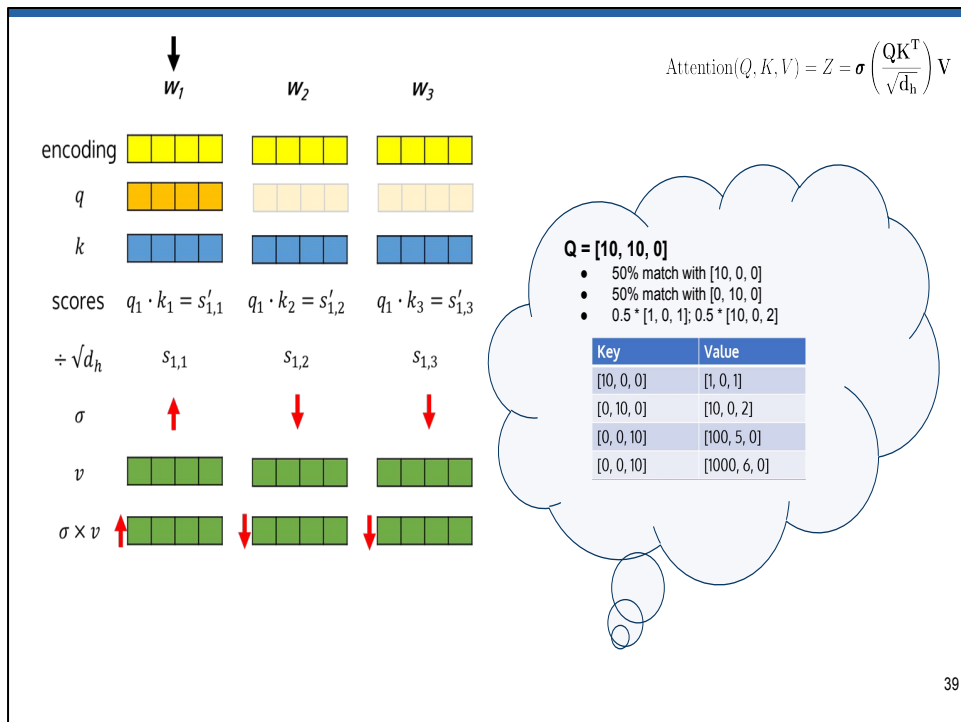 Attention(Q, K, V) = Z = σ (QKᵀ / √d_h) V
w₁ w₂ w₃
encoding
q
k
scores q₁ · k₁ = s′₁,₁ q₁ · k₂ = s′₁,₂ q₁ · k₃ = s′₁,₃
÷ √d_h s₁,₁ s₁,₂ s₁,₃
σ
v
σ × v
Q = [10, 10, 0]
• 50% match with [10, 0, 0]
• 50% match with [0, 10, 0]
• 0.5 * [1, 0, 1]; 0.5 * [10, 0, 2]
Key Value
[10, 0, 0] [1, 0, 1]
[0, 10, 0] [10, 0, 2]
[0, 0, 10] [100, 5, 0]
[0, 0, 10] [1000, 6, 0]
39